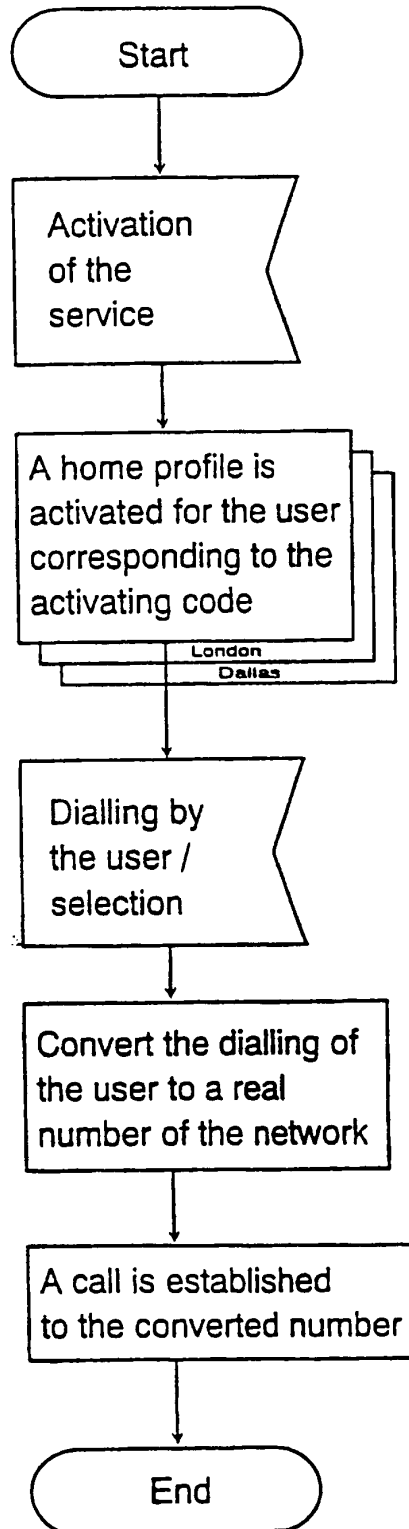 Start
Activation
of the
service
A home profile is
activated for the user
corresponding to the
activating code
London
Dallas
Dialling by
the user /
selection
Convert the dialling of
the user to a real
number of the network
A call is established
to the converted number
End